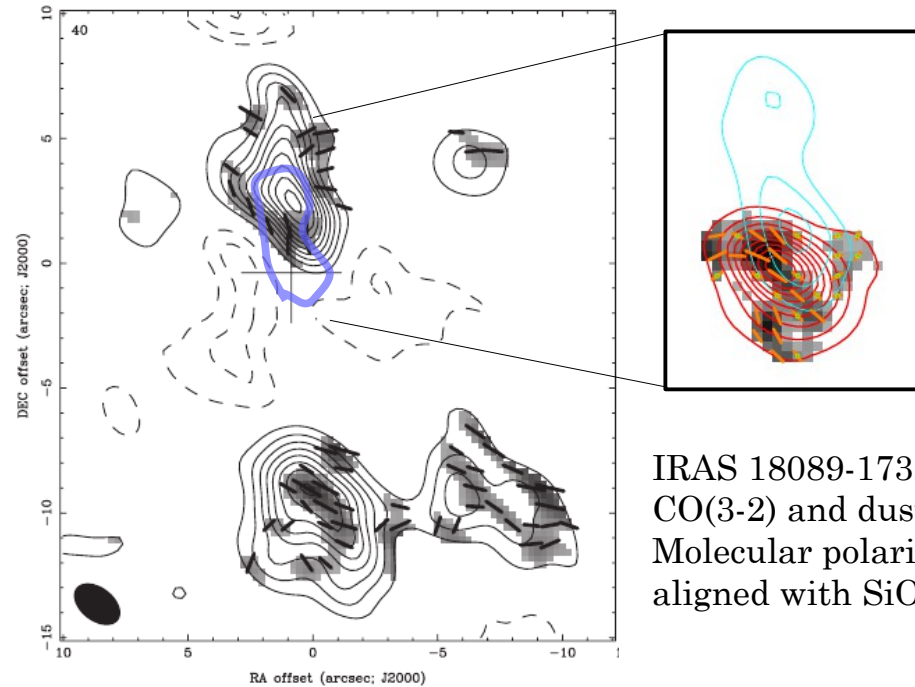 40
10
5
0
-5
-10
-15
DEC offset (arcsec; J2000)
10 5 0 -5 -10
RA offset (arcsec; J2000)
IRAS 18089-173
CO(3-2) and dus
Molecular polari
aligned with SiO